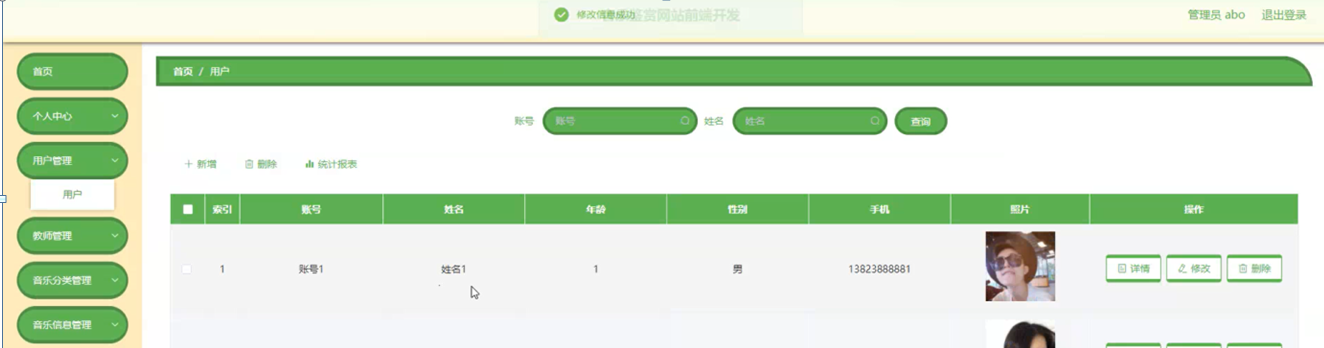 修改信息成功
鉴赏网站前端开发
管理员 abo 退出登录
首页
个人中心
用户管理
用户
教师管理
音乐分类管理
音乐信息管理
首页 / 用户
账号 账号 姓名 姓名 查询
新增 删除 统计报表
索引 账号 姓名 年龄 性别 手机 照片 操作
1 账号1 姓名1 1 男 13823888881 详情 修改 删除